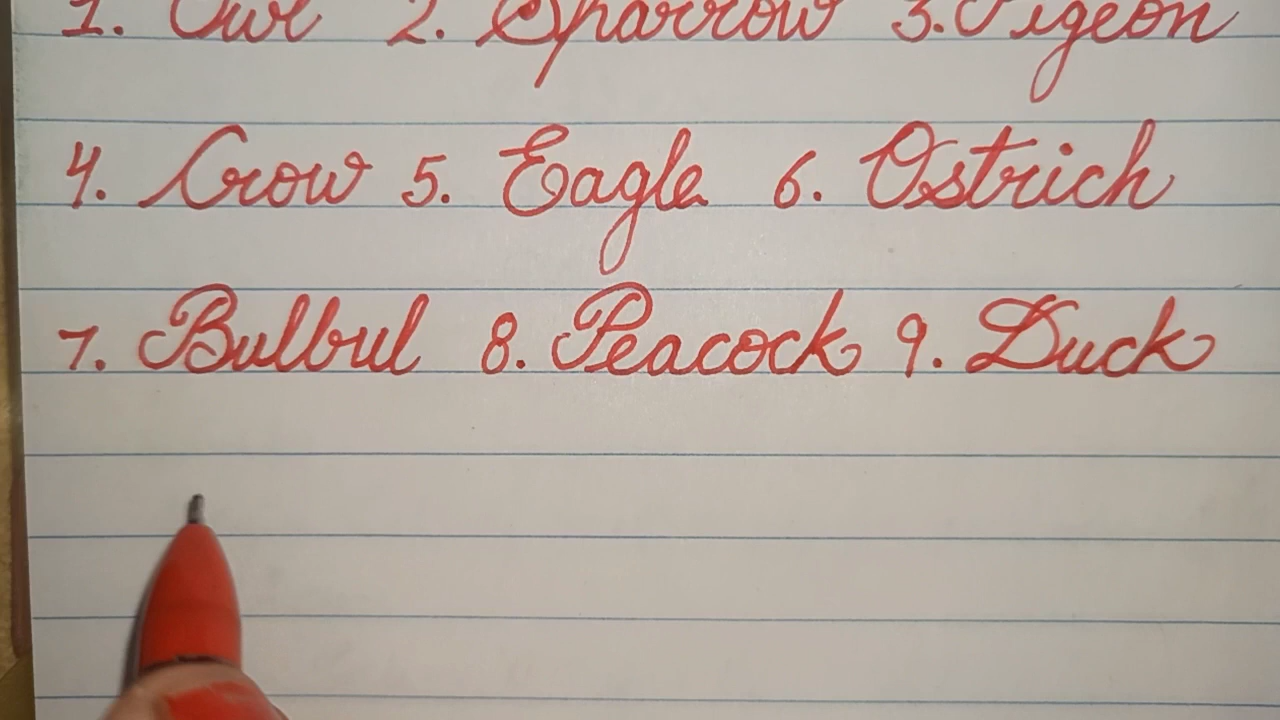 1. Owl 2. Sparrow 3. Pigeon
4. Crow 5. Eagle 6. Ostrich
7. Bulbul 8. Peacock 9. Duck